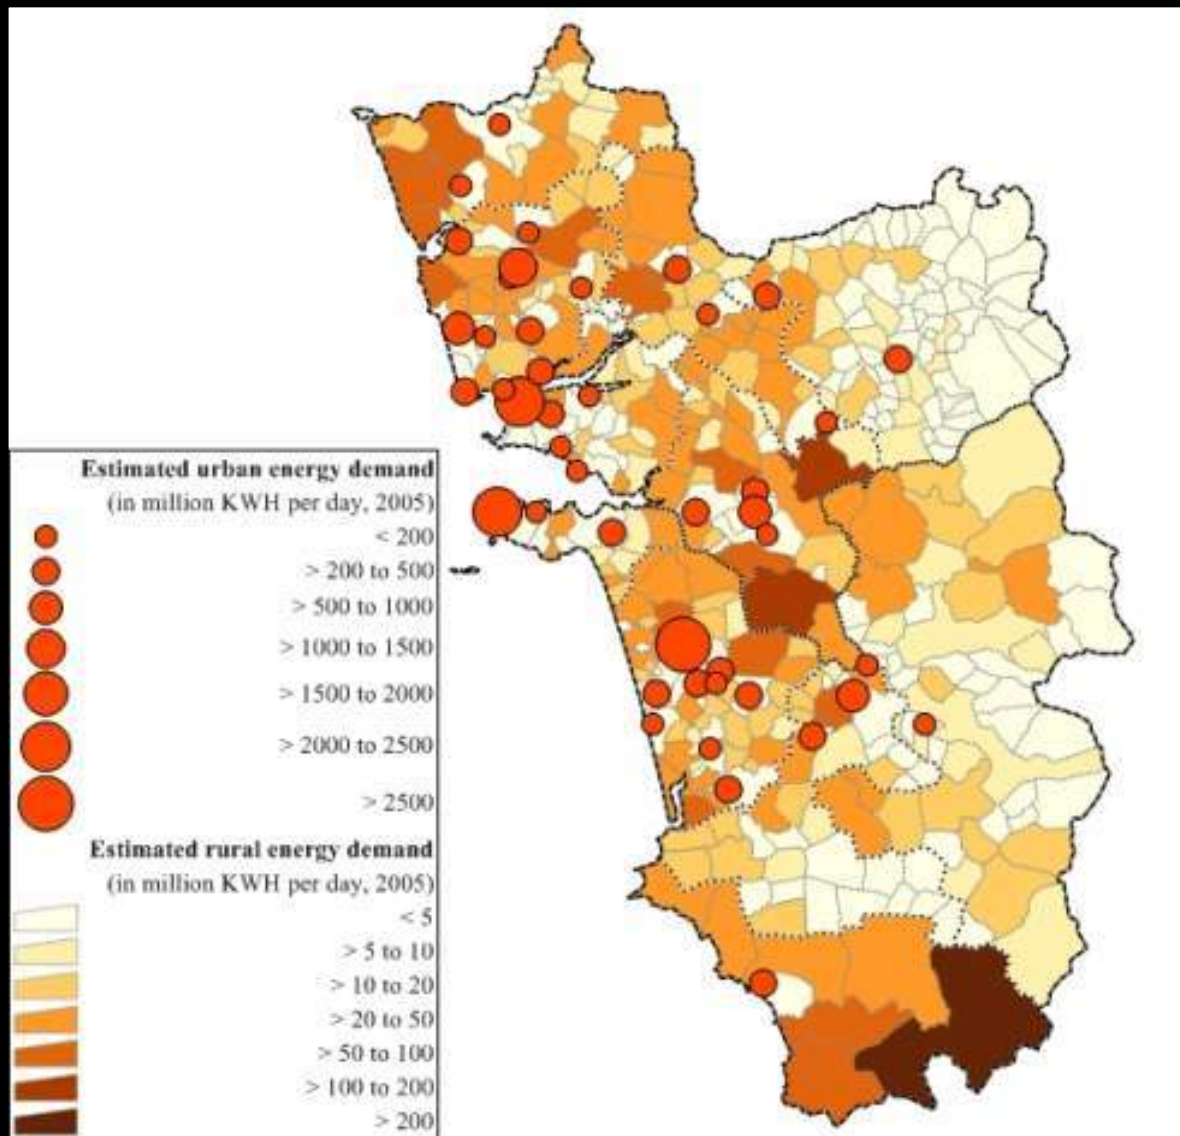 Estimated urban energy demand
(in million KWH per day, 2005)
< 200
> 200 to 500
> 500 to 1000
> 1000 to 1500
> 1500 to 2000
> 2000 to 2500
> 2500
Estimated rural energy demand
(in million KWH per day, 2005)
< 5
> 5 to 10
> 10 to 20
> 20 to 50
> 50 to 100
> 100 to 200
> 200